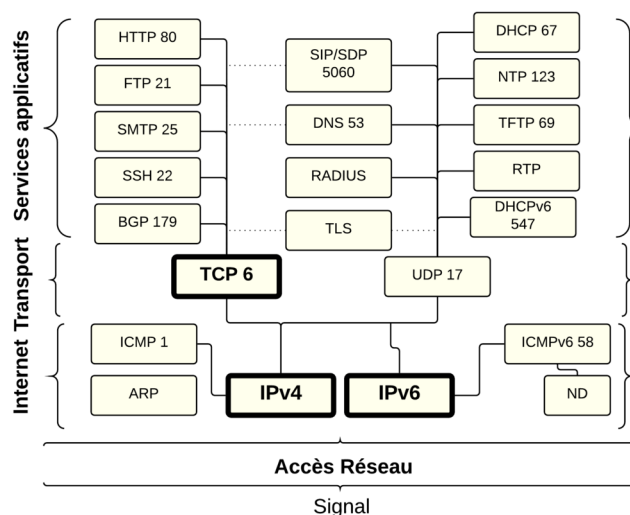 Services applicatifs
HTTP 80
FTP 21
SMTP 25
SSH 22
BGP 179
SIP/SDP
5060
DNS 53
RADIUS
TLS
DHCP 67
NTP 123
TFTP 69
RTP
DHCPv6
547
Transport
TCP 6
UDP 17
Internet
ICMP 1
ARP
IPv4
IPv6
ICMPv6 58
ND
Accès Réseau
Signal